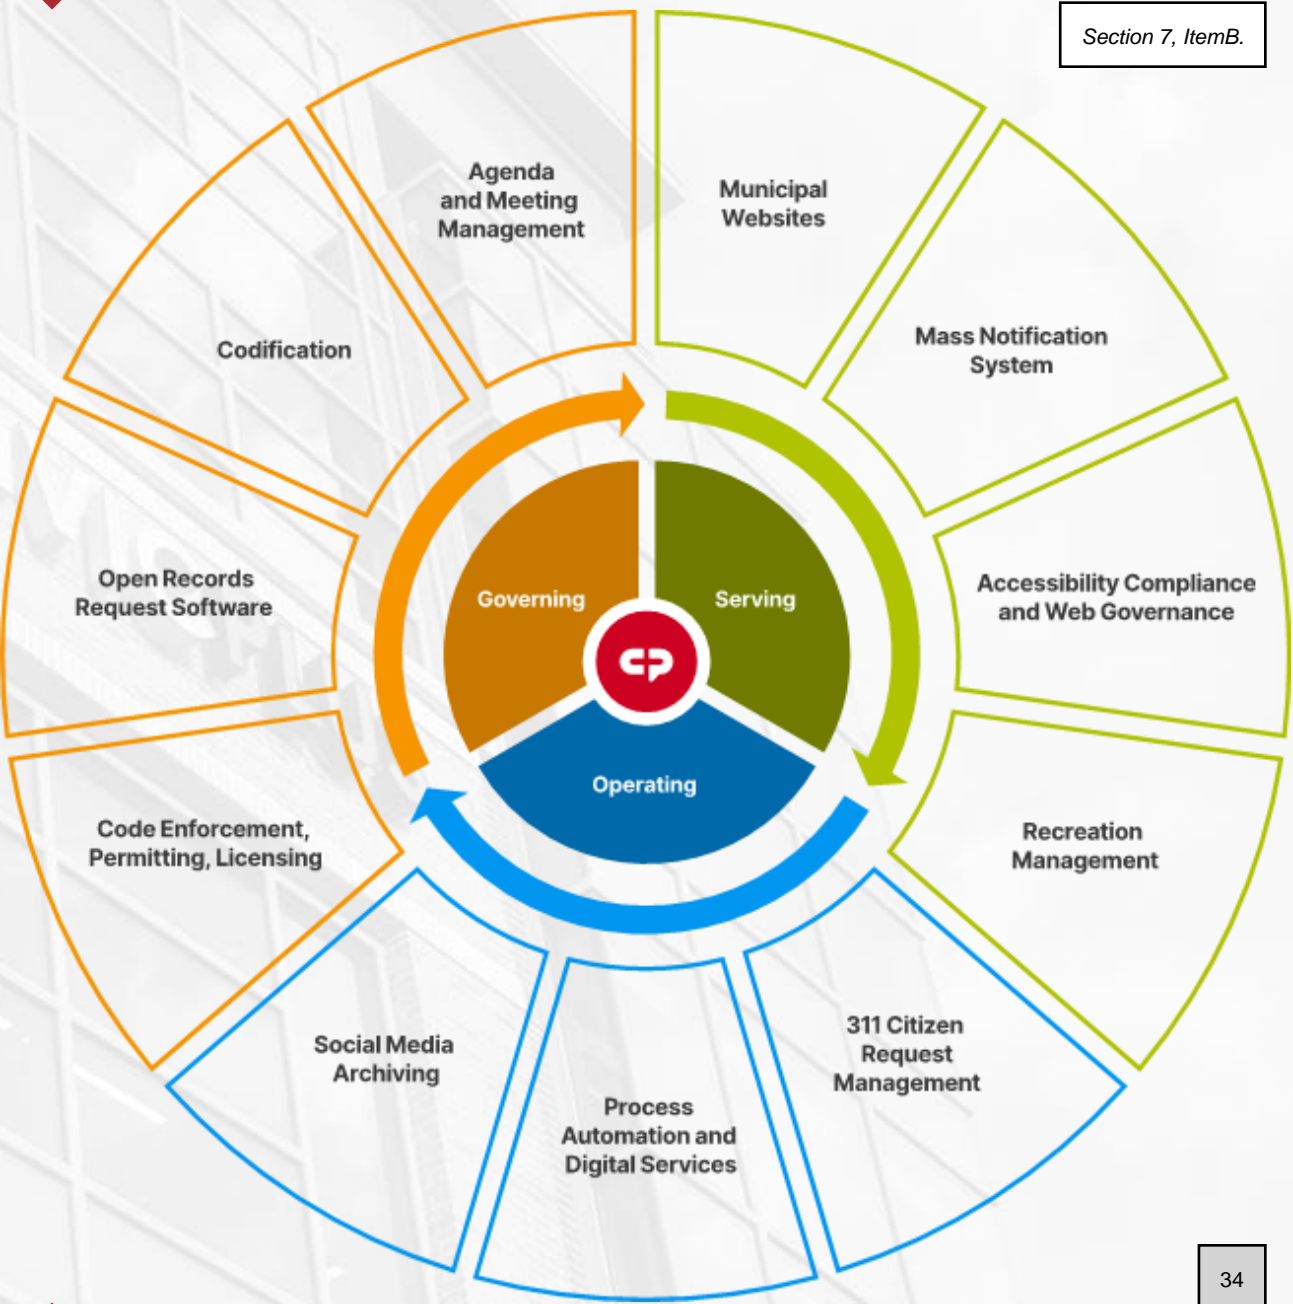 Section 7, ItemB.
Agenda
and Meeting
Management
Municipal
Websites
Codification
Mass Notification
System
Open Records
Request Software
Governing
Serving
Accessibility Compliance
and Web Governance
Operating
Code Enforcement,
Permitting, Licensing
Recreation
Management
Social Media
Archiving
Process
Automation and
Digital Services
311 Citizen
Request
Management
34